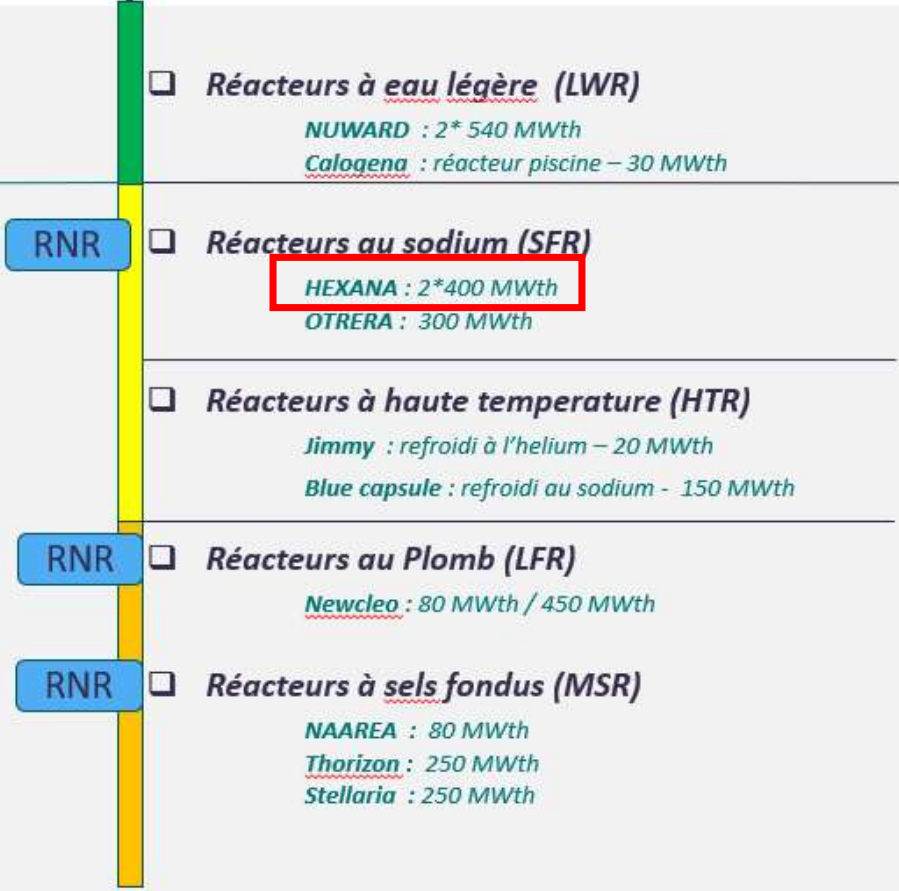 Réacteurs à eau légère (LWR)
NUWARD : 2* 540 MWth
Calogena : réacteur piscine – 30 MWth
RNR
Réacteurs au sodium (SFR)
HEXANA : 2*400 MWth
OTRERA : 300 MWth
Réacteurs à haute temperature (HTR)
Jimmy : refroidi à l'helium – 20 MWth
Blue capsule : refroidi au sodium - 150 MWth
RNR
Réacteurs au Plomb (LFR)
Newcleo : 80 MWth / 450 MWth
RNR
Réacteurs à sels fondus (MSR)
NAAREA : 80 MWth
Thorizon : 250 MWth
Stellaria : 250 MWth